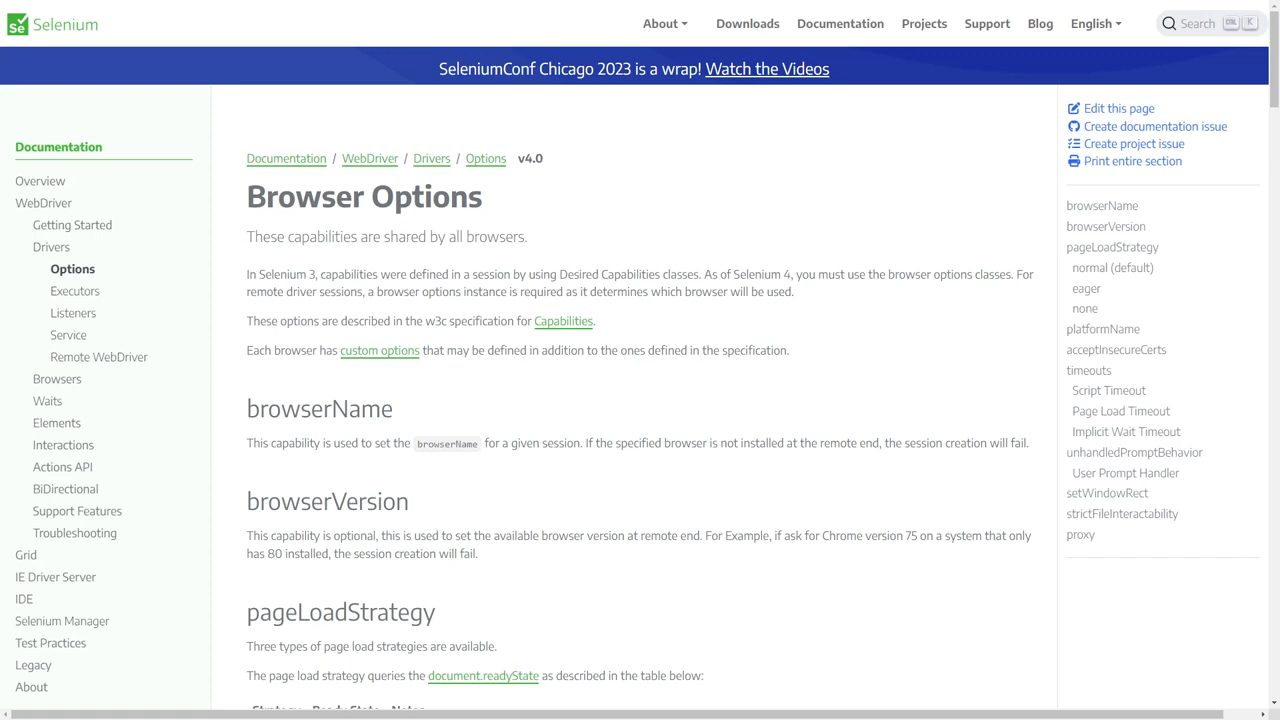 Selenium
About
Downloads
Documentation
Projects
Support
Blog
English
Search
K
SeleniumConf Chicago 2023 is a wrap! Watch the Videos
Documentation
Overview
WebDriver
Getting Started
Drivers
Options
Executors
Listeners
Service
Remote WebDriver
Browsers
Waits
Elements
Interactions
Actions API
BiDirectional
Support Features
Troubleshooting
Grid
IE Driver Server
IDE
Selenium Manager
Test Practices
Legacy
About
Documentation / WebDriver / Drivers / Options v4.0
Browser Options
These capabilities are shared by all browsers.
In Selenium 3, capabilities were defined in a session by using Desired Capabilities classes. As of Selenium 4, you must use the browser options classes. For
remote driver sessions, a browser options instance is required as it determines which browser will be used.
These options are described in the w3c specification for Capabilities.
Each browser has custom options that may be defined in addition to the ones defined in the specification.
browserName
This capability is used to set the browserName for a given session. If the specified browser is not installed at the remote end, the session creation will fail.
browserVersion
This capability is optional, this is used to set the available browser version at remote end. For Example, if ask for Chrome version 75 on a system that only
has 80 installed, the session creation will fail.
pageLoadStrategy
Three types of page load strategies are available.
The page load strategy queries the document.readyState as described in the table below:
Strategy Ready State Notes
Edit this page
Create documentation issue
Create project issue
Print entire section
browserName
browserVersion
pageLoadStrategy
normal (default)
eager
none
platformName
acceptInsecureCerts
timeouts
Script Timeout
Page Load Timeout
Implicit Wait Timeout
unhandledPromptBehavior
User Prompt Handler
setWindowRect
strictFileInteractability
proxy